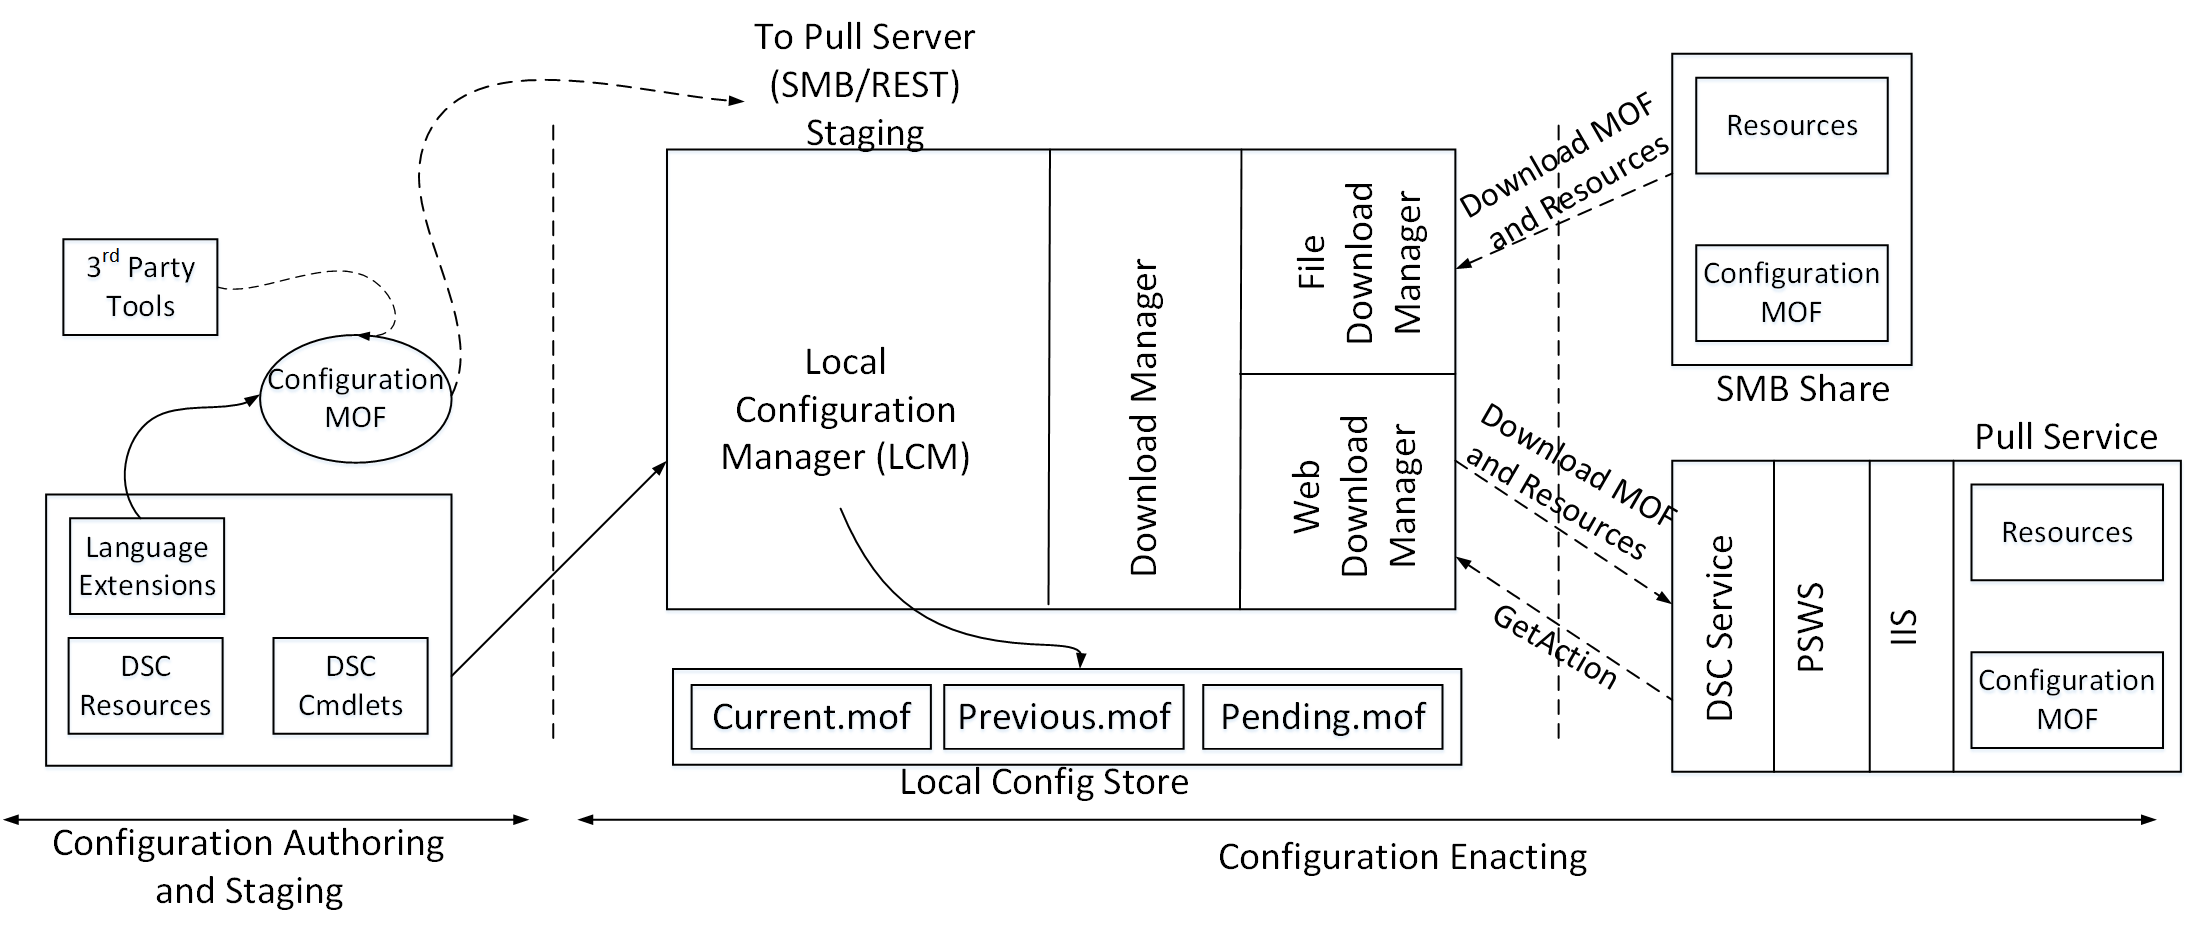 To Pull Server
(SMB/REST)
Staging
3rd Party
Tools
Configuration
MOF
Language
Extensions
DSC
Resources
DSC
Cmdlets
Configuration Authoring
and Staging
Local
Configuration
Manager (LCM)
Download Manager
File
Download
Manager
Web
Download
Manager
Current.mof
Previous.mof
Pending.mof
Local Config Store
Download MOF
and Resources
Resources
Configuration
MOF
SMB Share
Download MOF
and Resources
GetAction
Pull Service
DSC Service
PSWS
IIS
Resources
Configuration
MOF
Configuration Enacting